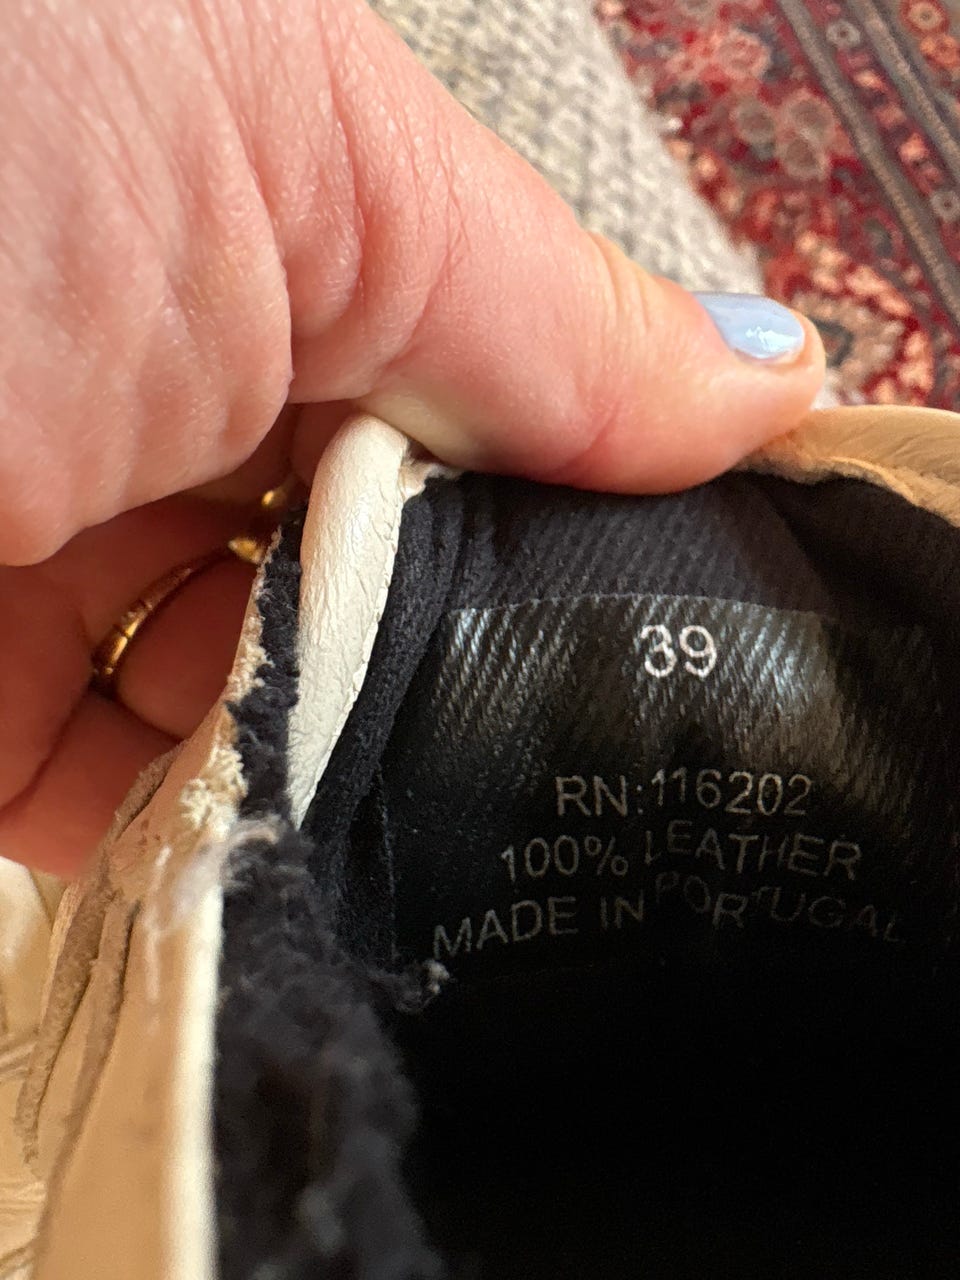 39
RN:116202
100% LEATHER
MADE IN PORTUGAL